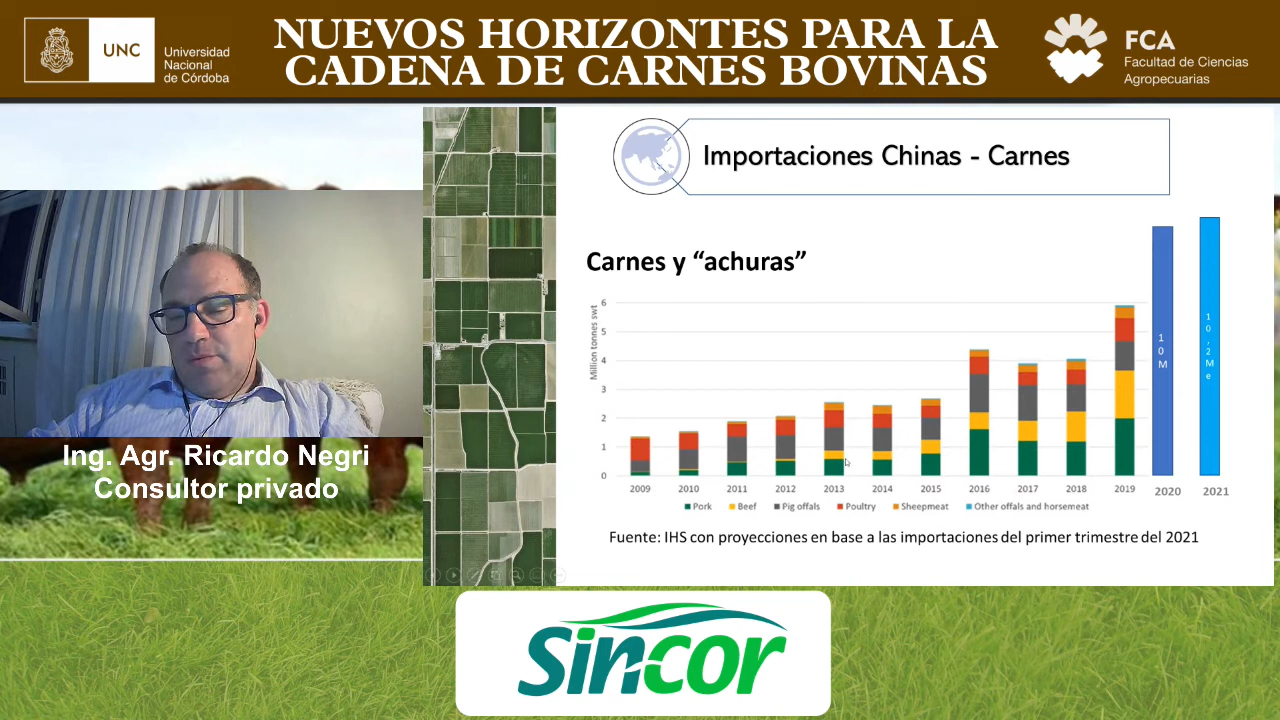 UNC
Universidad
Nacional
de Córdoba
NUEVOS HORIZONTES PARA LA
CADENA DE CARNES BOVINAS
FCA
Facultad de Ciencias
Agropecuarias
Importaciones Chinas - Carnes
Carnes y “achuras”
Million tonnes swt
6
5
4
3
2
1
0
10M
10,2Me
2009 2010 2011 2012 2013 2014 2015 2016 2017 2018 2019 2020 2021
Pork Beef Pig offals Poultry Sheepmeat Other offals and horsemeat
Fuente: IHS con proyecciones en base a las importaciones del primer trimestre del 2021
Ing. Agr. Ricardo Negri
Consultor privado
Sincor